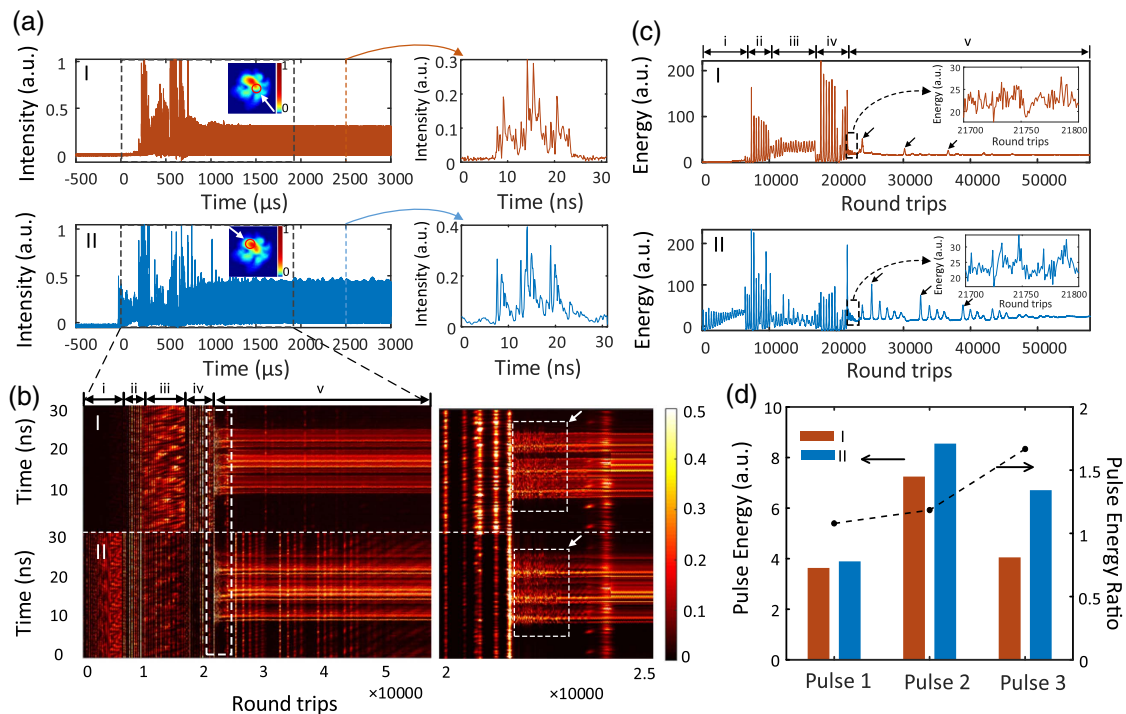 (a)
I
Intensity (a.u.)
1
0.5
0
1
0
-500 0 500 1000 1500 2000 2500 3000
Time (μs)
Intensity (a.u.)
0.3
0.2
0.1
0
0 10 20 30
Time (ns)
II
Intensity (a.u.)
1
0.5
0
1
0
-500 0 500 1000 1500 2000 2500 3000
Time (μs)
Intensity (a.u.)
0.4
0.2
0
0 10 20 30
Time (ns)
(b)
i ii iii iv v
I
Time (ns)
30
20
10
II
Time (ns)
30
20
10
0
0 1 2 3 4 5
×10000
Round trips
2 2.5
×10000
0.5
0.4
0.3
0.2
0.1
0
(c)
i ii iii iv v
I
Energy (a.u.)
200
100
0
0 10000 20000 30000 40000 50000
Round trips
Energy (a.u.)
30
25
20
15
21700 21750 21800
Round trips
II
Energy (a.u.)
200
100
0
0 10000 20000 30000 40000 50000
Round trips
Energy (a.u.)
30
25
20
21700 21750 21800
Round trips
(d)
Pulse Energy (a.u.)
10
8
6
4
2
0
I
II
Pulse 1 Pulse 2 Pulse 3
2
1.5
1
0.5
0
Pulse Energy Ratio